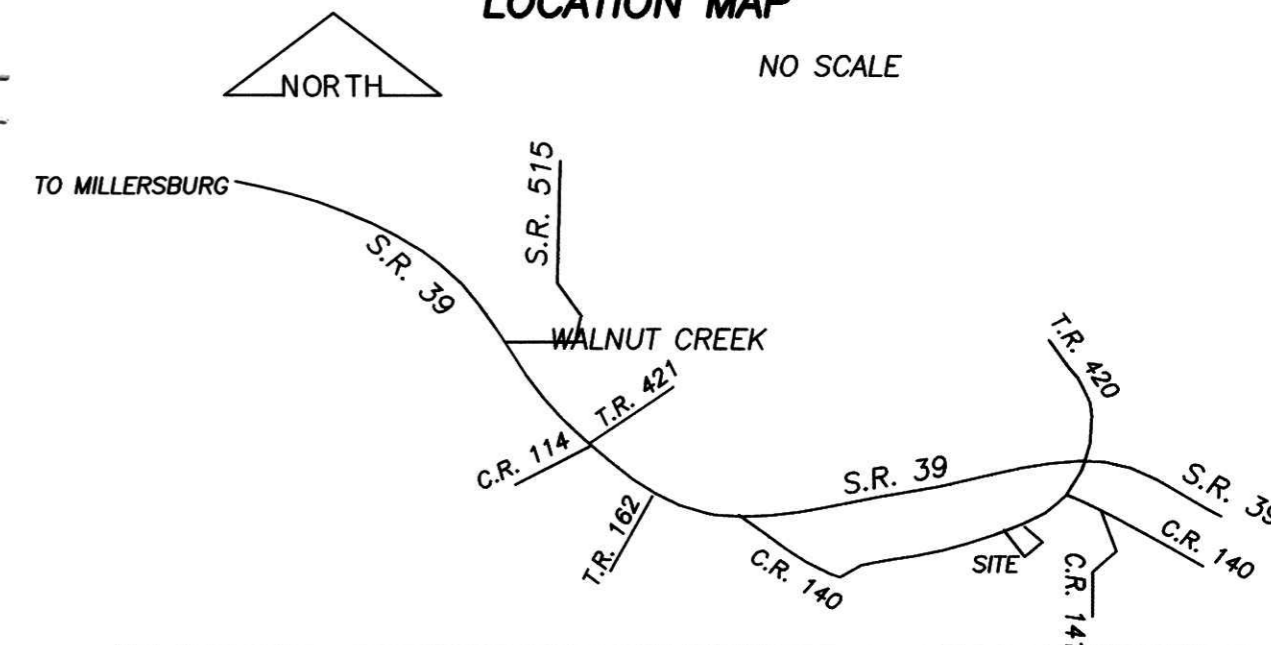 LOCATION MAP
NORTH
NO SCALE
TO MILLERSBURG
S.R. 515
S.R. 39
WALNUT CREEK
T.R. 420
T.R. 421
C.R. 114
S.R. 39
S.R. 39
T.R. 162
C.R. 140
SITE
C.R. 140
C.R.